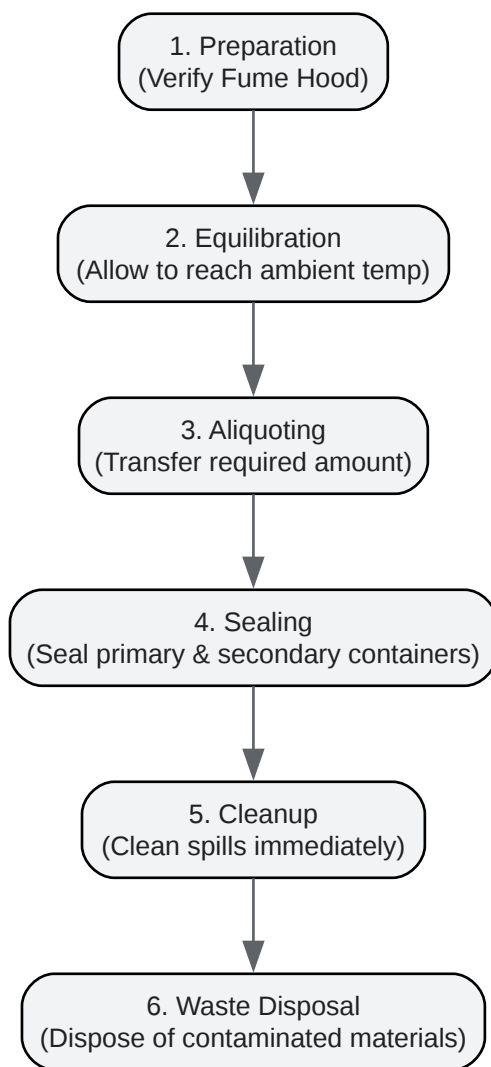 1. Preparation
(Verify Fume Hood)
2. Equilibration
(Allow to reach ambient temp)
3. Aliquoting
(Transfer required amount)
4. Sealing
(Seal primary & secondary containers)
5. Cleanup
(Clean spills immediately)
6. Waste Disposal
(Dispose of contaminated materials)